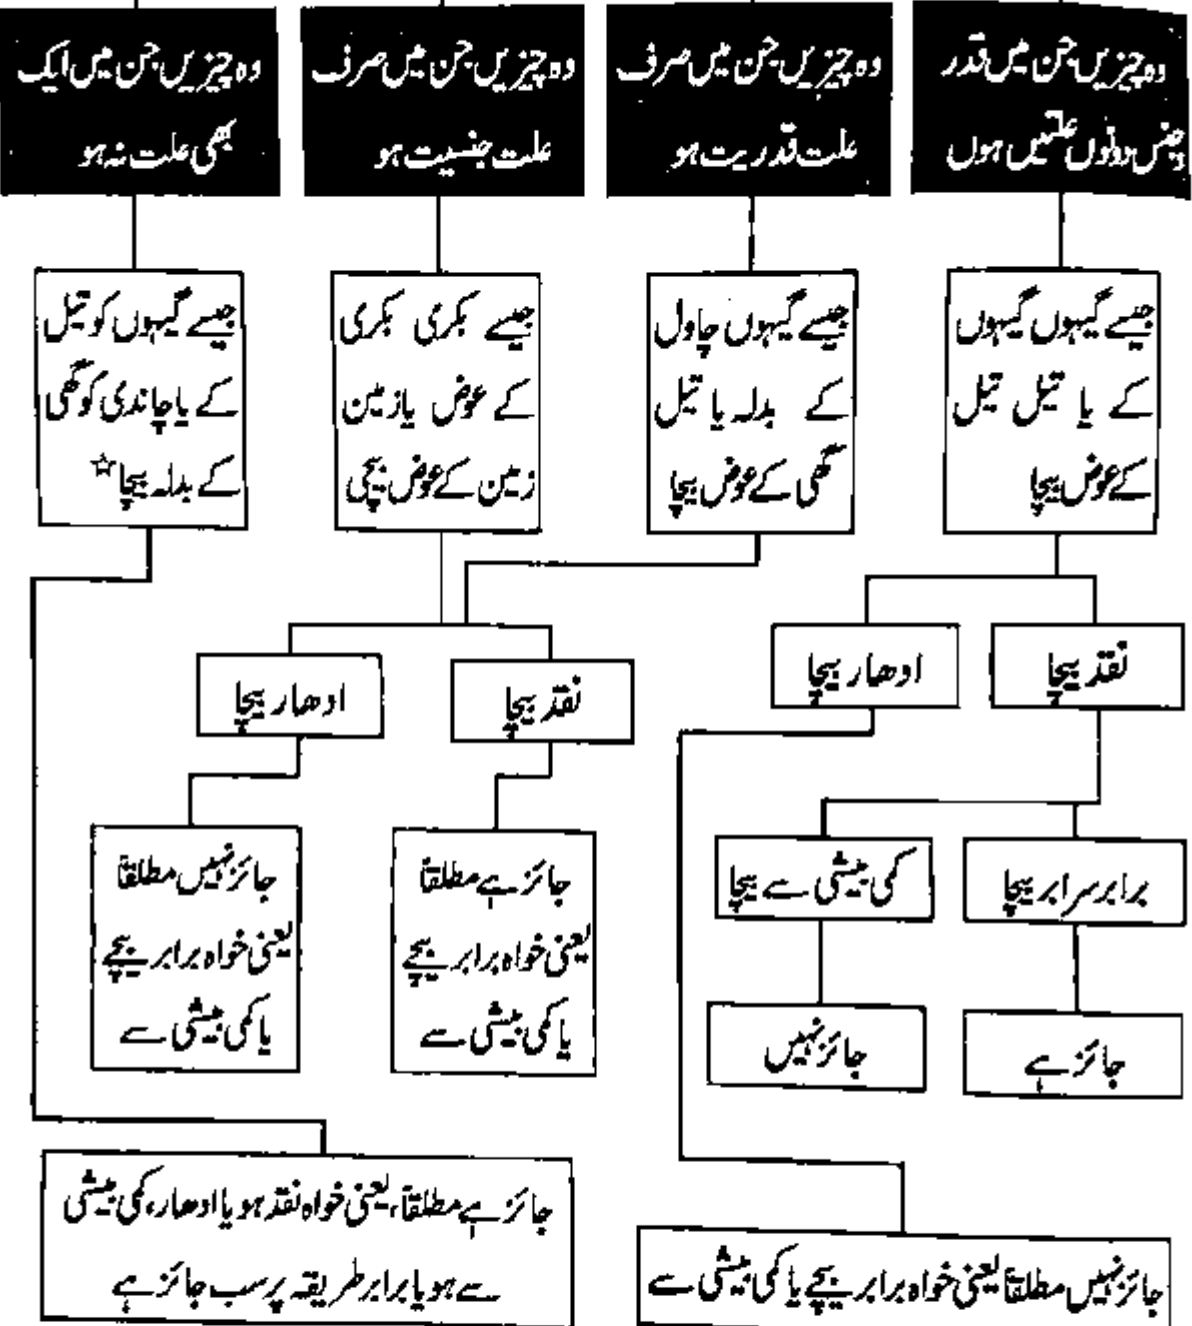 وہ چیزیں جن میں قدر
وجنس دونوں علتیں ہوں
وہ چیزیں جن میں صرف
علت قدریت ہو
وہ چیزیں جن میں صرف
علت جنسیت ہو
وہ چیزیں جن میں ایک
بھی علت نہ ہو
جیسے گیہوں گیہوں
کے یا تیل تیل
کے عوض بیچا
جیسے گیہوں چاول
کے بدلہ یا تیل
گھی کے عوض بیچا
جیسے بکری بکری
کے عوض یا زمین
زمین کے عوض بیچی
جیسے گیہوں کو تیل
کے یا چاندی کو گھی
کے بدلہ بیچا☆
نقد بیچا
ادھار بیچا
نقد بیچا
ادھار بیچا
برابر سرابر بیچا
کمی بیشی سے بیچا
جائز ہے مطلقاً
یعنی خواہ برابر بیچے
یا کمی بیشی سے
جائز نہیں مطلقاً
یعنی خواہ برابر بیچے
یا کمی بیشی سے
جائز ہے
جائز نہیں
جائز نہیں مطلقاً یعنی خواہ برابر بیچے یا کمی بیشی سے
جائز ہے مطلقاً، یعنی خواہ نقد ہو یا ادھار، کمی بیشی
سے ہو یا برابر طریقہ پر سب جائز ہے